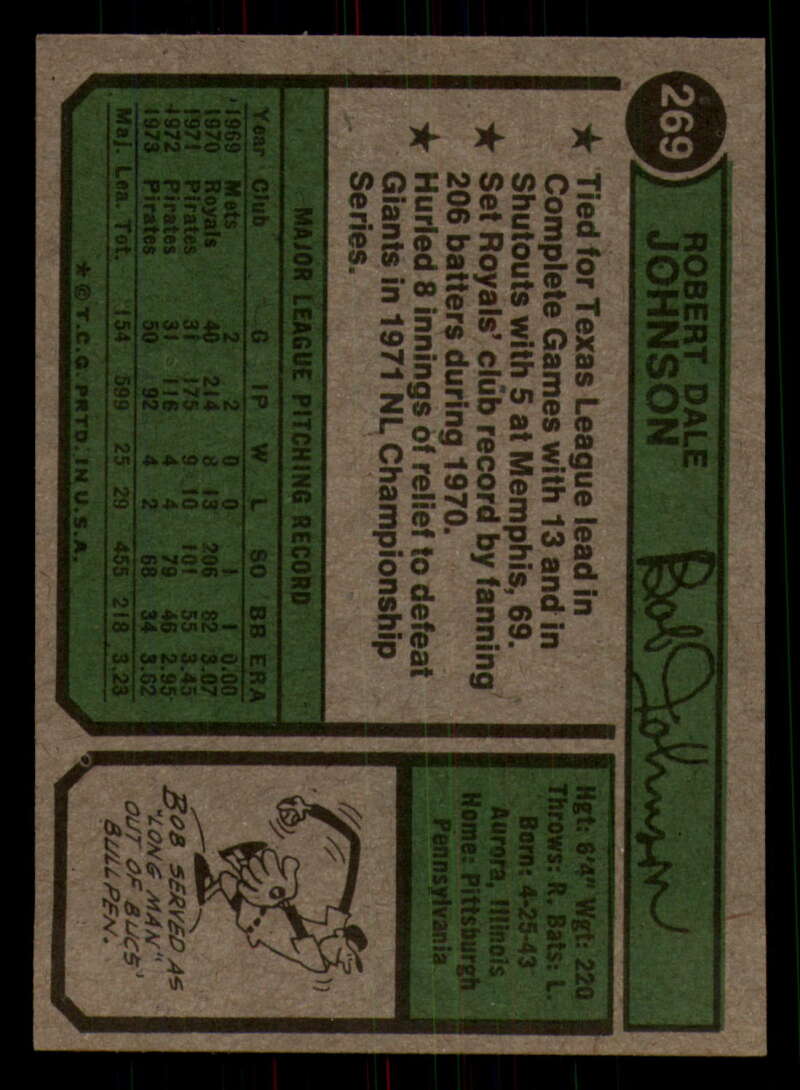 269
ROBERT DALE
JOHNSON
Bob Johnson
★ Tied for Texas League lead in
Complete Games with 13 and in
Shutouts with 5 at Memphis, 69.
★ Set Royals' club record by fanning
206 batters during 1970.
★ Hurled 8 innings of relief to defeat
Giants in 1971 NL Championship
Series.
MAJOR LEAGUE PITCHING RECORD
Year Club G IP W L SO BB ERA
1969 Mets 2 2 0 0 1 1 0.00
1970 Royals 40 214 8 13 206 82 3.07
1971 Pirates 31 175 9 10 101 55 3.45
1972 Pirates 31 116 4 4 79 46 2.95
1973 Pirates 50 92 4 2 68 34 3.62
Maj. Lea. Tot. 154 599 25 29 455 218 3.23
★ © T.C.G. PRTD. IN U.S.A.
Hgt: 6'4" Wgt: 220
Throws: R. Bats: L.
Born: 4-25-43
Aurora, Illinois
Home: Pittsburgh
Pennsylvania
BOB SERVED AS
"LONG MAN"
OUT OF BUCS'
BULLPEN.